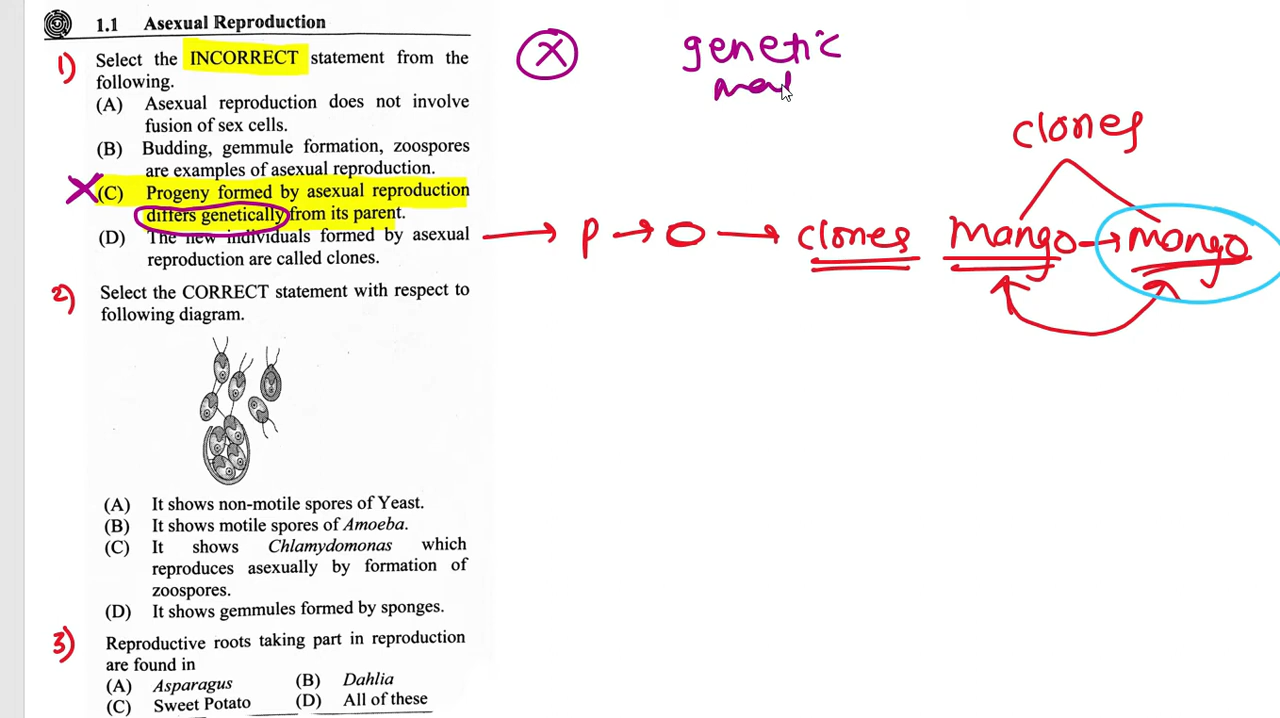 1.1 Asexual Reproduction
1) Select the INCORRECT statement from the
following.
(A) Asexual reproduction does not involve
fusion of sex cells.
(B) Budding, gemmule formation, zoospores
are examples of asexual reproduction.
(C) Progeny formed by asexual reproduction
differs genetically from its parent.
(D) The new individuals formed by asexual
reproduction are called clones.
2) Select the CORRECT statement with respect to
following diagram.
(A) It shows non-motile spores of Yeast.
(B) It shows motile spores of Amoeba.
(C) It shows Chlamydomonas which
reproduces asexually by formation of
zoospores.
(D) It shows gemmules formed by sponges.
3) Reproductive roots taking part in reproduction
are found in
(A) Asparagus (B) Dahlia
(C) Sweet Potato (D) All of these
X
genetic
mat
clones
→ P → O → clones
mango → mango